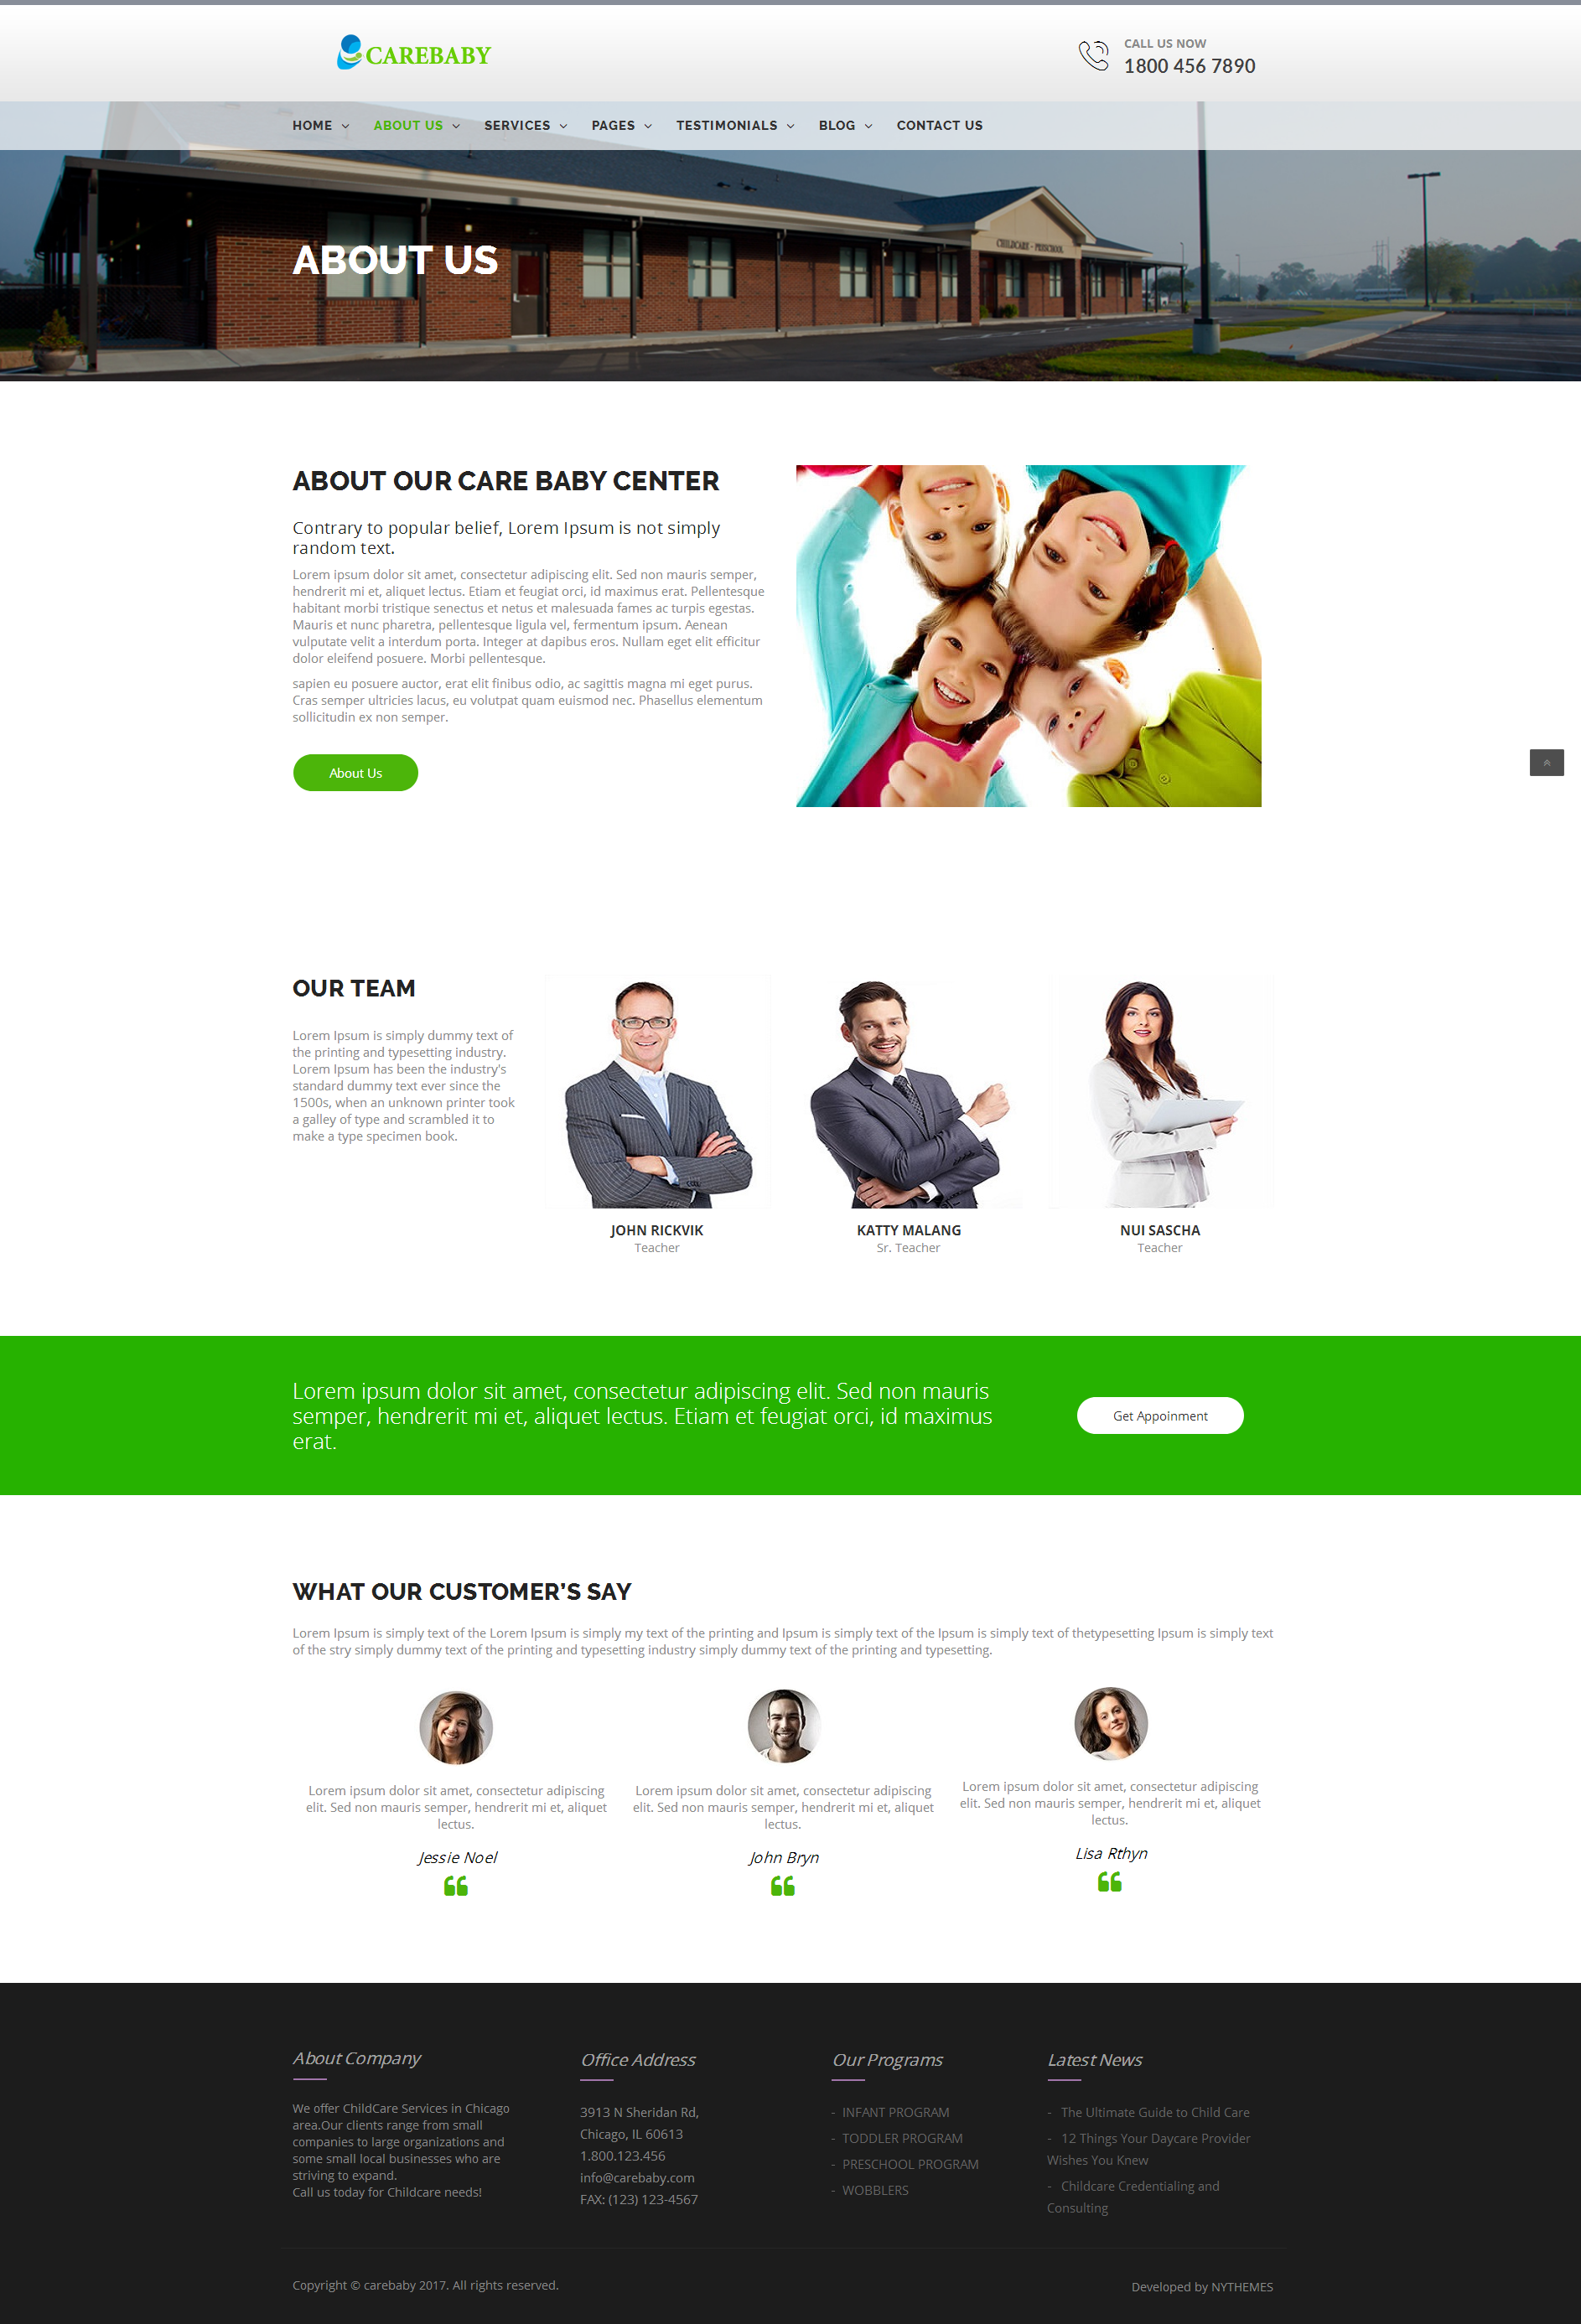 CAREBABY
CALL US NOW
1800 456 7890
HOME ABOUT US SERVICES PAGES TESTIMONIALS BLOG CONTACT US
CHILDCARE - PRESCHOOL
ABOUT US
ABOUT OUR CARE BABY CENTER
Contrary to popular belief, Lorem Ipsum is not simply
random text.
Lorem ipsum dolor sit amet, consectetur adipiscing elit. Sed non mauris semper,
hendrerit mi et, aliquet lectus. Etiam et feugiat orci, id maximus erat. Pellentesque
habitant morbi tristique senectus et netus et malesuada fames ac turpis egestas.
Mauris et nunc pharetra, pellentesque ligula vel, fermentum ipsum. Aenean
vulputate velit a interdum porta. Integer at dapibus eros. Nullam eget elit efficitur
dolor eleifend posuere. Morbi pellentesque.
sapien eu posuere auctor, erat elit finibus odio, ac sagittis magna mi eget purus.
Cras semper ultricies lacus, eu volutpat quam euismod nec. Phasellus elementum
sollicitudin ex non semper.
About Us
OUR TEAM
Lorem Ipsum is simply dummy text of
the printing and typesetting industry.
Lorem Ipsum has been the industry's
standard dummy text ever since the
1500s, when an unknown printer took
a galley of type and scrambled it to
make a type specimen book.
JOHN RICKVIK
Teacher
KATTY MALANG
Sr. Teacher
NUI SASCHA
Teacher
Lorem ipsum dolor sit amet, consectetur adipiscing elit. Sed non mauris
semper, hendrerit mi et, aliquet lectus. Etiam et feugiat orci, id maximus
erat.
Get Appoinment
WHAT OUR CUSTOMER'S SAY
Lorem Ipsum is simply text of the Lorem Ipsum is simply my text of the printing and Ipsum is simply text of the Ipsum is simply text of thetypesetting Ipsum is simply text
of the stry simply dummy text of the printing and typesetting industry simply dummy text of the printing and typesetting.
Lorem ipsum dolor sit amet, consectetur adipiscing
elit. Sed non mauris semper, hendrerit mi et, aliquet
lectus.
Jessie Noel
Lorem ipsum dolor sit amet, consectetur adipiscing
elit. Sed non mauris semper, hendrerit mi et, aliquet
lectus.
John Bryn
Lorem ipsum dolor sit amet, consectetur adipiscing
elit. Sed non mauris semper, hendrerit mi et, aliquet
lectus.
Lisa Rthyn
About Company
We offer ChildCare Services in Chicago
area.Our clients range from small
companies to large organizations and
some small local businesses who are
striving to expand.
Call us today for Childcare needs!
Office Address
3913 N Sheridan Rd,
Chicago, IL 60613
1.800.123.456
info@carebaby.com
FAX: (123) 123-4567
Our Programs
- INFANT PROGRAM
- TODDLER PROGRAM
- PRESCHOOL PROGRAM
- WOBBLERS
Latest News
- The Ultimate Guide to Child Care
- 12 Things Your Daycare Provider
Wishes You Knew
- Childcare Credentialing and
Consulting
Copyright © carebaby 2017. All rights reserved.
Developed by NYTHEMES